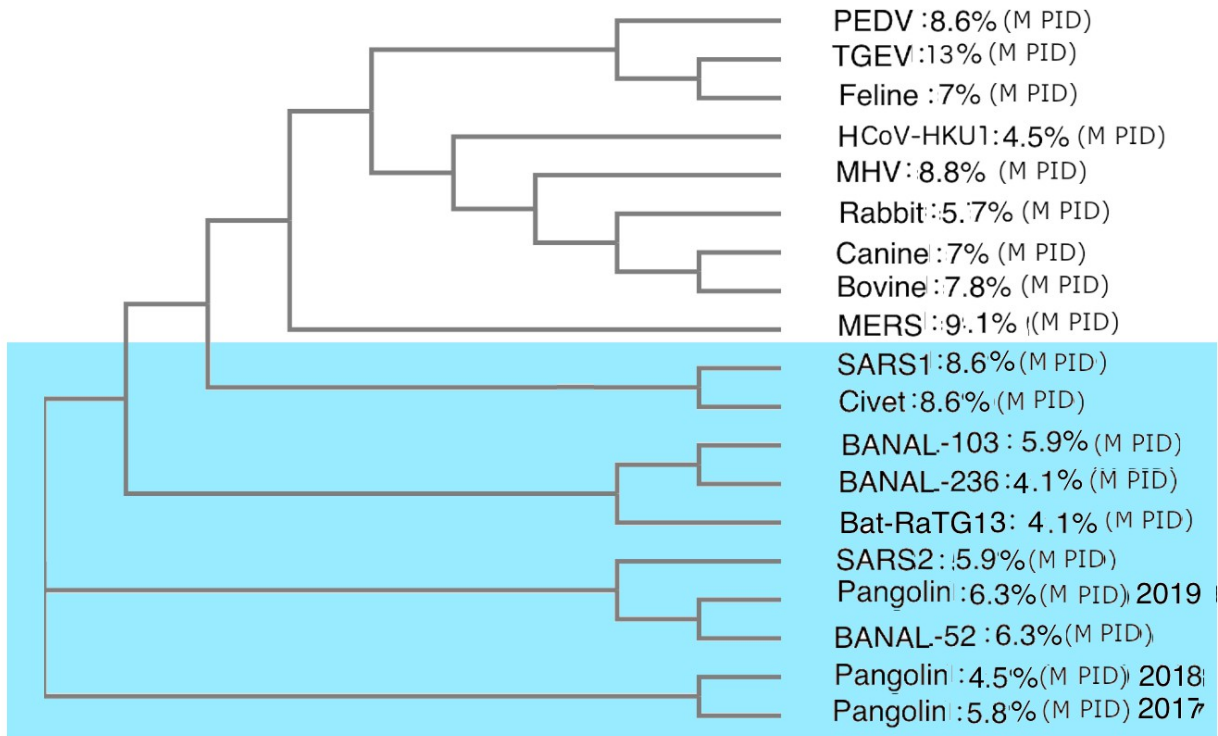 PEDV :8.6% (M PID)
TGEV :13% (M PID)
Feline :7% (M PID)
HCoV-HKU1:4.5% (M PID)
MHV :8.8% (M PID)
Rabbit :5.7% (M PID)
Canine :7% (M PID)
Bovine :7.8% (M PID)
MERS :9.1% (M PID)
SARS1 :8.6% (M PID)
Civet :8.6% (M PID)
BANAL-103 : 5.9% (M PID)
BANAL-236 :4.1% (M PID)
Bat-RaTG13: 4.1% (M PID)
SARS2 : 5.9% (M PID)
Pangolin :6.3% (M PID) 2019
BANAL-52 :6.3% (M PID)
Pangolin :4.5% (M PID) 2018
Pangolin :5.8% (M PID) 2017